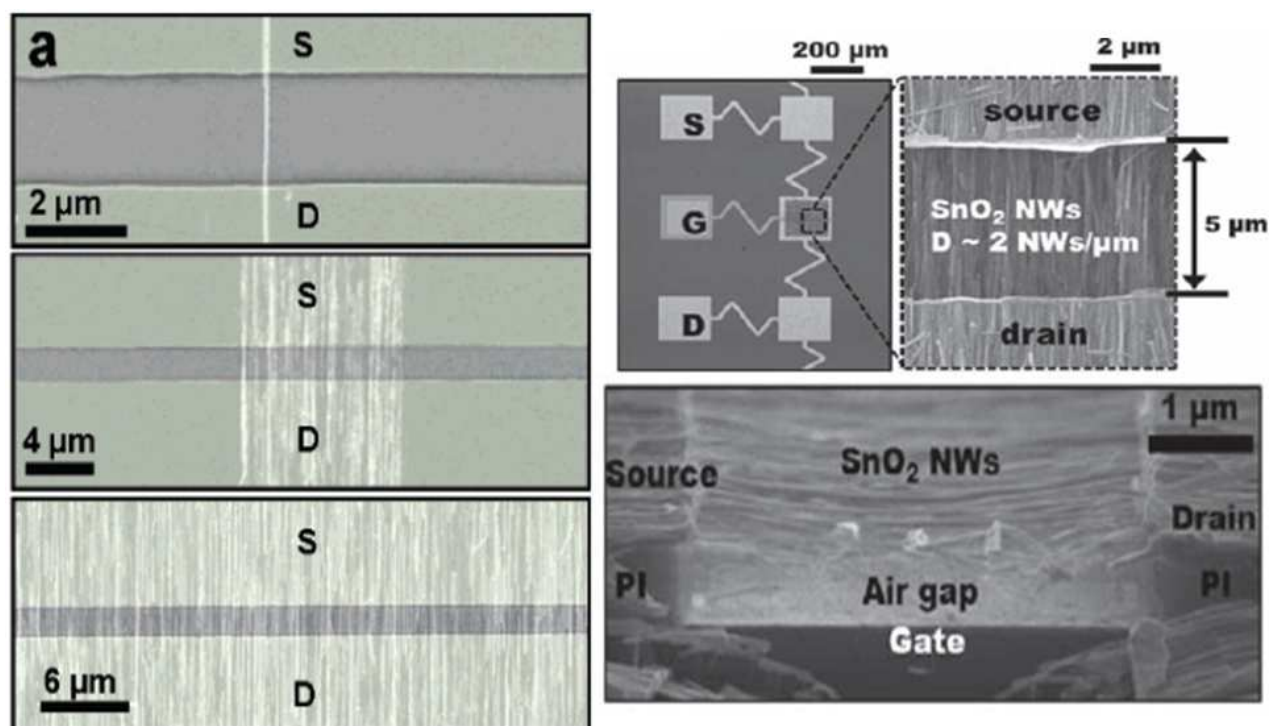 a
S
2 µm
D
S
4 µm
D
S
6 µm
D
200 µm
S
G
D
2 µm
source
SnO₂ NWs
D ~ 2 NWs/µm
5 µm
drain
1 µm
SnO₂ NWs
Source
Drain
PI
Air gap
PI
Gate